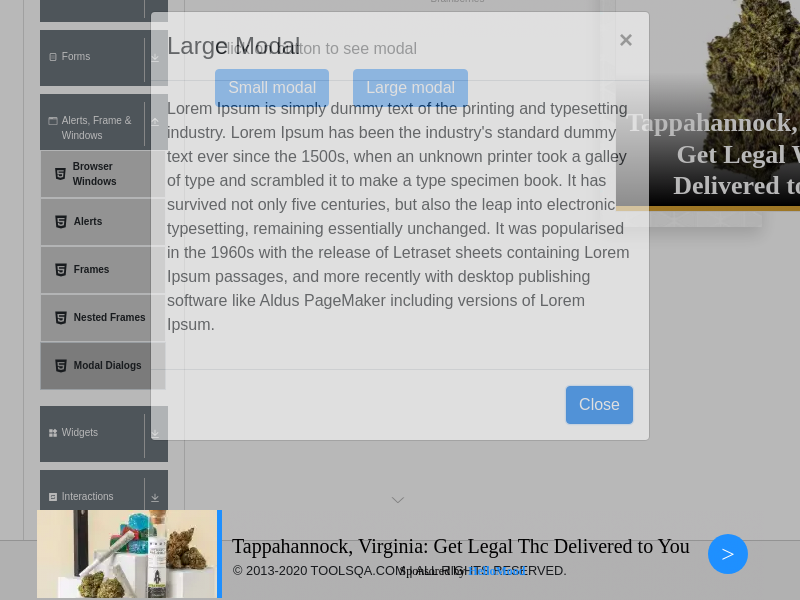 Large Modal
×
Click on button to see modal
Small modal
Large modal
Lorem Ipsum is simply dummy text of the printing and typesetting
industry. Lorem Ipsum has been the industry's standard dummy
text ever since the 1500s, when an unknown printer took a galley
of type and scrambled it to make a type specimen book. It has
survived not only five centuries, but also the leap into electronic
typesetting, remaining essentially unchanged. It was popularised
in the 1960s with the release of Letraset sheets containing Lorem
Ipsum passages, and more recently with desktop publishing
software like Aldus PageMaker including versions of Lorem
Ipsum.
Close
Forms
Alerts, Frame &
Windows
Browser
Windows
Alerts
Frames
Nested Frames
Modal Dialogs
Widgets
Interactions
Tappahannock,
Get Legal
Delivered to
Tappahannock, Virginia: Get Legal Thc Delivered to You
>
© 2013-2020 TOOLSQA.COM | ALL RIGHTS RESERVED.
Sponsored by